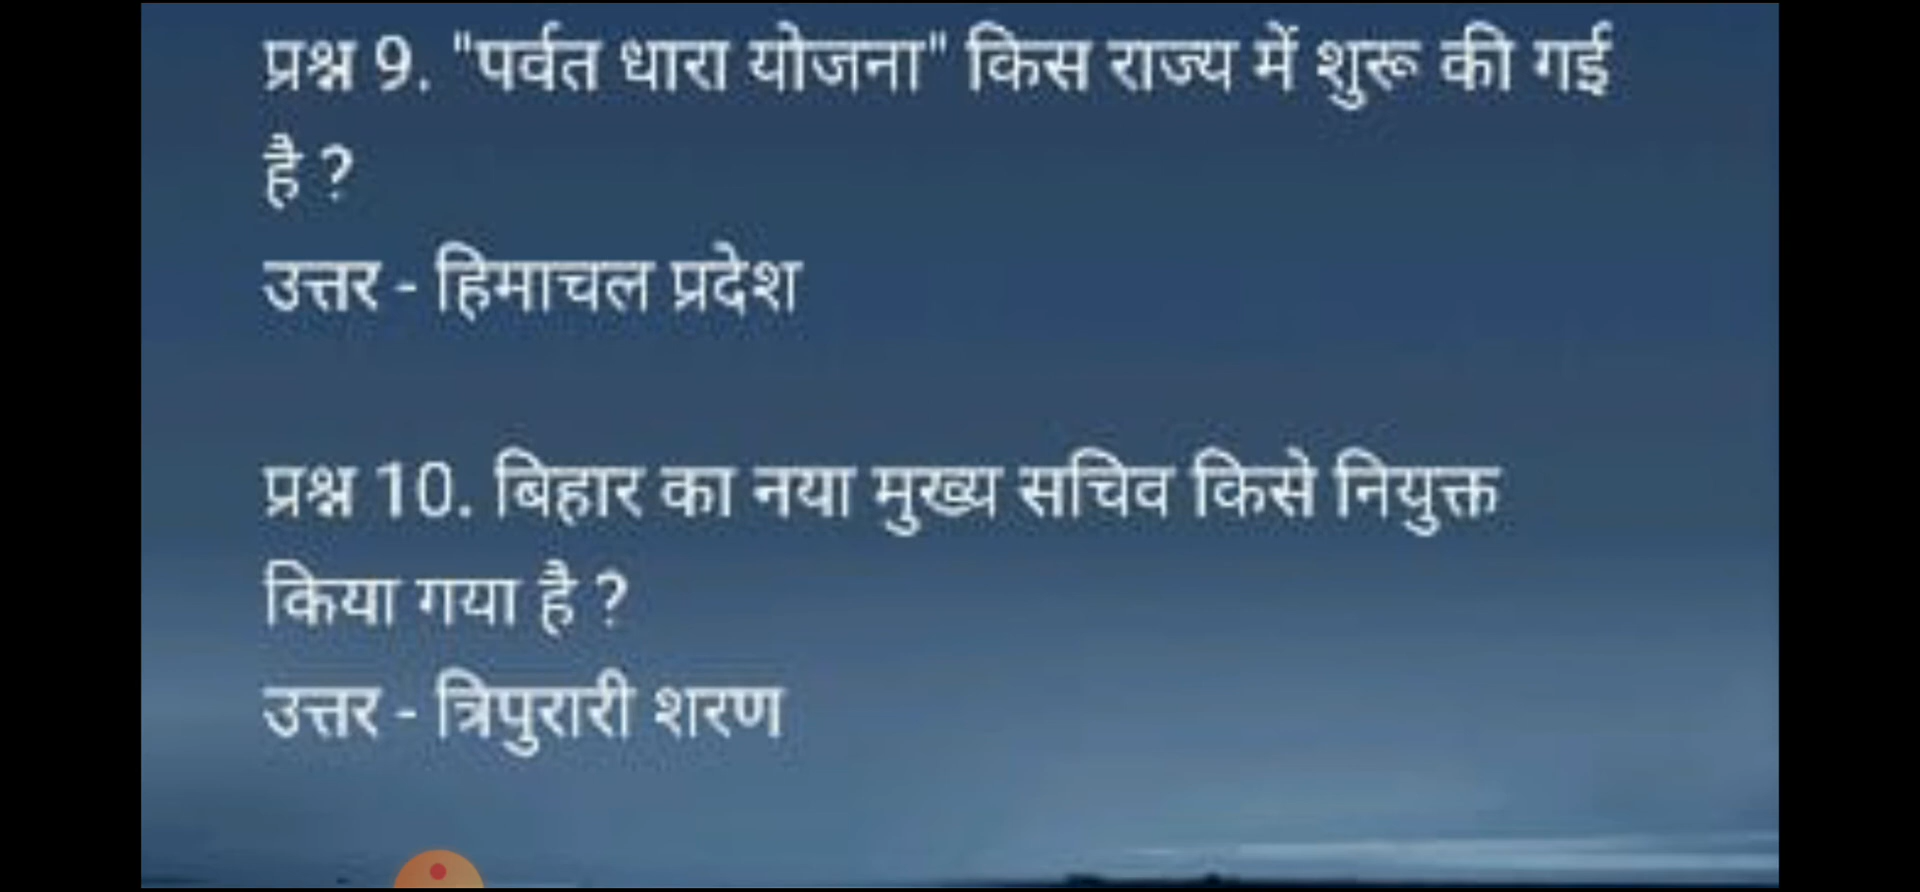 प्रश्न 9. "पर्वत धारा योजना" किस राज्य में शुरू की गई
है ?
उत्तर - हिमाचल प्रदेश
प्रश्न 10. बिहार का नया मुख्य सचिव किसे नियुक्त
किया गया है ?
उत्तर - त्रिपुरारी शरण